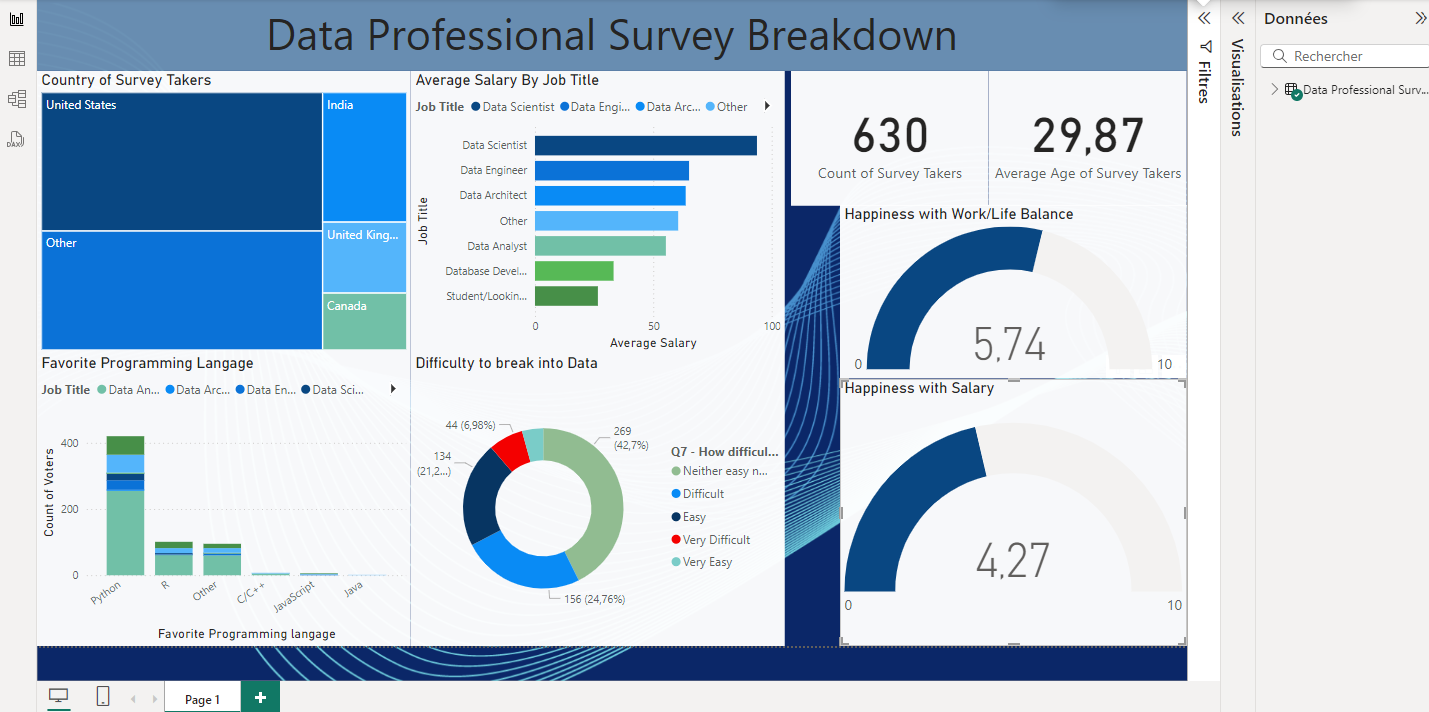 Data Professional Survey Breakdown
Country of Survey Takers
United States
India
Other
United King...
Canada
Average Salary By Job Title
Job Title Data Scientist Data Engi... Data Arc... Other
Job Title
Data Scientist
Data Engineer
Data Architect
Other
Data Analyst
Database Devel...
Student/Lookin...
0 50 100
Average Salary
630
Count of Survey Takers
29,87
Average Age of Survey Takers
Happiness with Work/Life Balance
5,74
0 10
Happiness with Salary
4,27
0 10
Favorite Programming Langage
Job Title Data An... Data Arc... Data En... Data Sci...
Count of Voters
400
200
0
Python R Other C/C++ JavaScript Java
Favorite Programming langage
Difficulty to break into Data
44 (6,98%)
269
(42,7%)
134
(21,2...)
156 (24,76%)
Q7 - How difficul...
Neither easy n...
Difficult
Easy
Very Difficult
Very Easy
Filtres
Visualisations
Données
Rechercher
Data Professional Surv...
DAX
Page 1